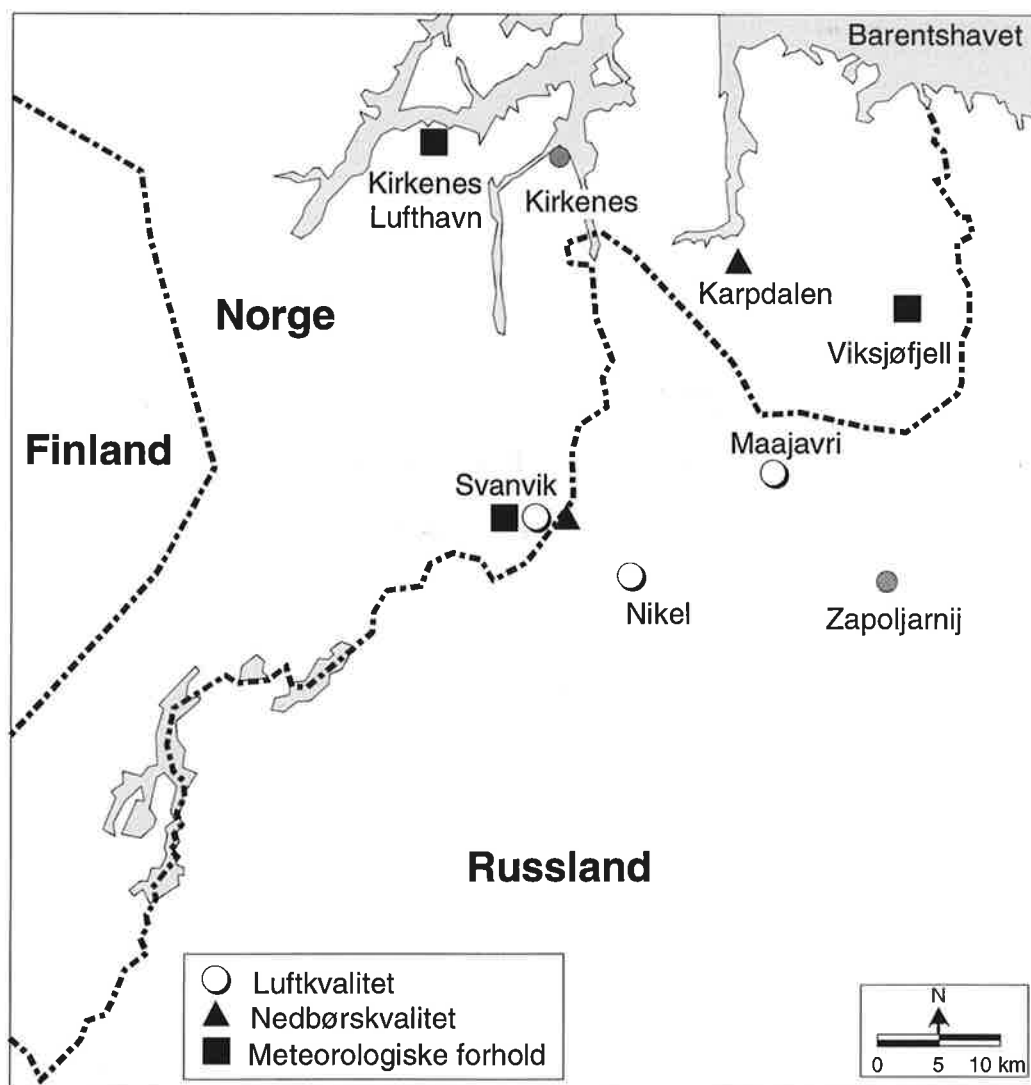 Barentshavet
Kirkenes
Lufthavn
Kirkenes
Norge
Karpdalen
Viksjøfjell
Finland
Maajavri
Svanvik
Nikel
Zapoljarnij
Russland
Luftkvalitet
Nedbørskvalitet
Meteorologiske forhold
N
0 5 10 km